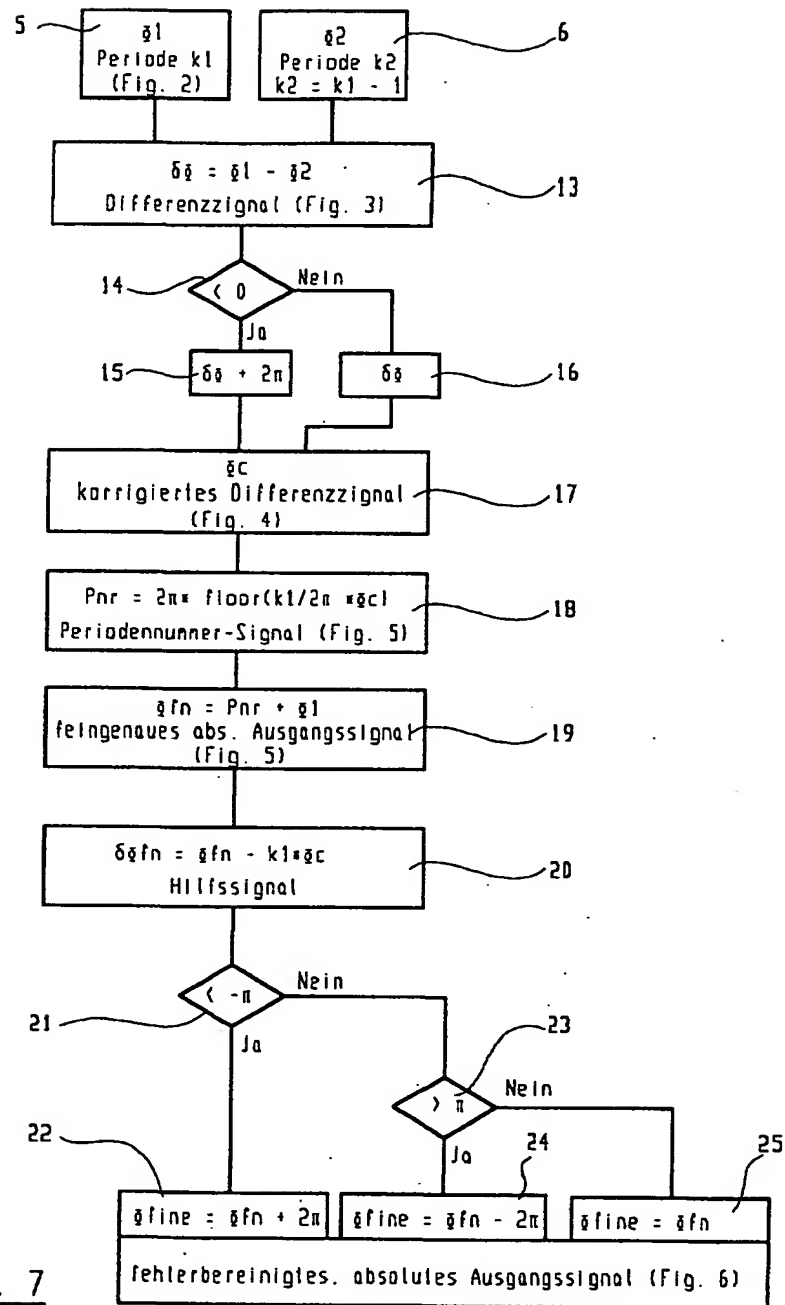 5
ϕ1
Periode k1
(Fig. 2)
ϕ2
Periode k2
k2 = k1 - 1
6
δϕ = ϕ1 - ϕ2
Differenzzignal (Fig. 3)
13
14
< 0
Nein
Ja
15
δϕ + 2π
δϕ
16
ϕc
korrigiertes Differenzzignal
(Fig. 4)
17
Pnr = 2π* floor(k1/2π *ϕc)
Periodennummer-Signal (Fig. 5)
18
ϕfn = Pnr + ϕ1
feingenaues abs. Ausgangssignal
(Fig. 5)
19
δϕfn = ϕfn - k1*ϕc
Hilfssignal
20
21
< -π
Nein
Ja
23
> π
Nein
Ja
22
24
25
ϕfine = ϕfn + 2π
ϕfine = ϕfn - 2π
ϕfine = ϕfn
fehlerbereinigtes. absolutes Ausgangssignal (Fig. 6)
. 7